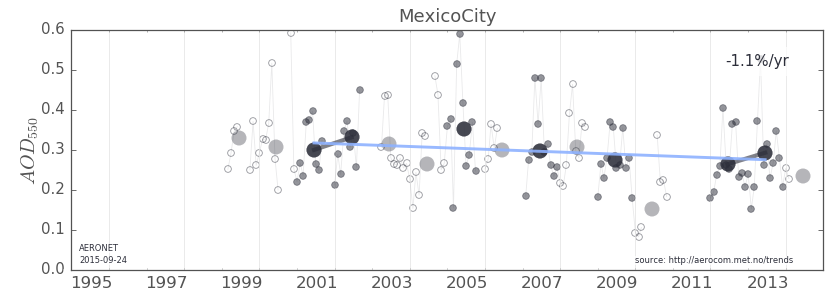 MexicoCity
0.6
0.5
0.4
0.3
0.2
0.1
0.0
AOD550
-1.1%/yr
AERONET
2015-09-24
source: http://aerocom.met.no/trends
1995 1997 1999 2001 2003 2005 2007 2009 2011 2013